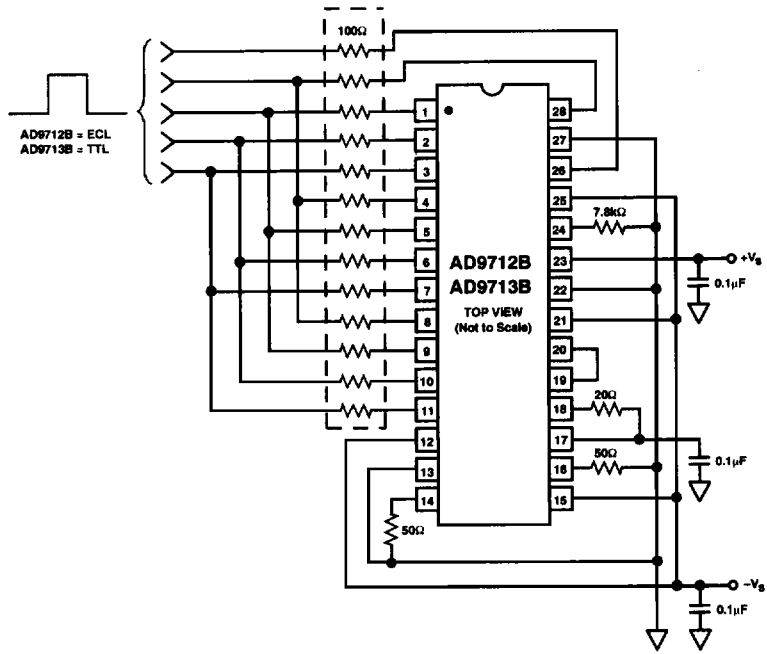 100Ω
AD9712B = ECL
AD9713B = TTL
1
2
3
4
5
6
7
8
9
10
11
12
13
14
28
27
26
25
24
23
22
21
20
19
18
17
16
15
AD9712B
AD9713B
TOP VIEW
(Not to Scale)
7.8kΩ
+VS
0.1μF
20Ω
0.1μF
50Ω
50Ω
–VS
0.1μF